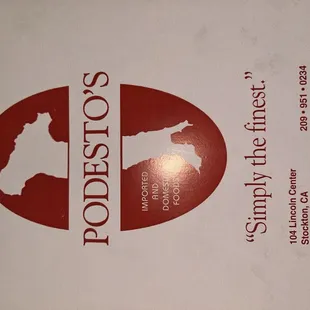 PODESTO'S
IMPORTED
AND
DOMESTIC
FOODS
“Simply the finest.”
104 Lincoln Center
Stockton, CA
209 • 951 • 0234